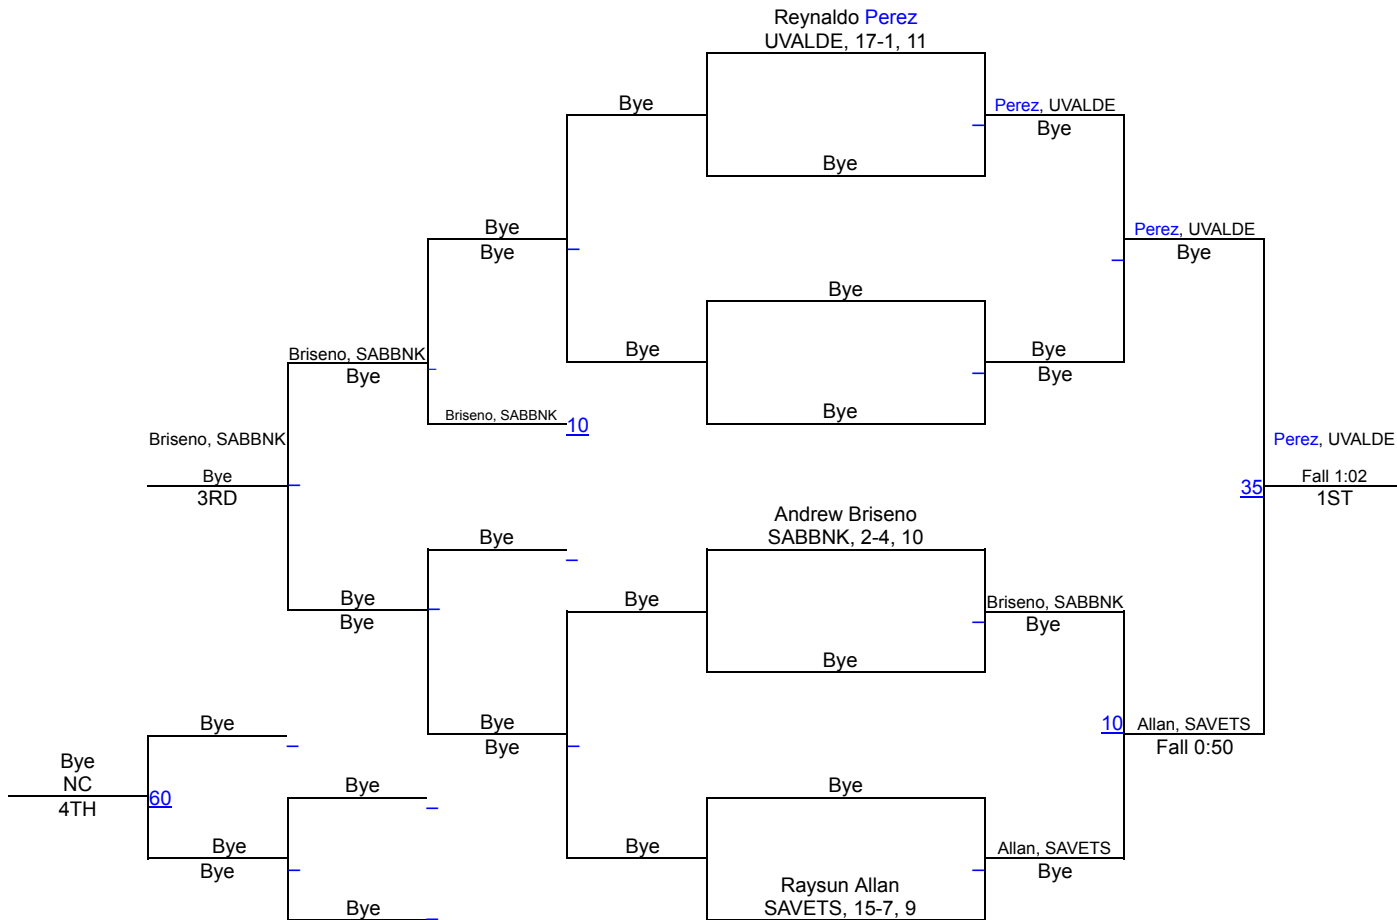 Reynaldo Perez
UVALDE, 17-1, 11
Bye
Perez, UVALDE
Bye
Bye
Bye
Bye
Perez, UVALDE
Bye
Bye
Briseno, SABBNK
Bye
Bye
Bye
Bye
Bye
Briseno, SABBNK
10
Briseno, SABBNK
Bye
3RD
Perez, UVALDE
35
Fall 1:02
1ST
Andrew Briseno
SABBNK, 2-4, 10
Bye
Bye
Bye
Bye
Briseno, SABBNK
Bye
Bye
Bye
Bye
Bye
10
Allan, SAVETS
Fall 0:50
Bye
NC
4TH
60
Bye
Bye
Bye
Bye
Bye
Allan, SAVETS
Bye
Raysun Allan
SAVETS, 15-7, 9
Bye